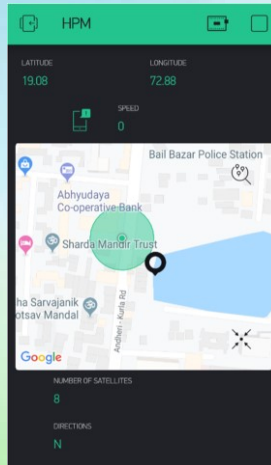 HPM
LATITUDE LONGITUDE
19.08 72.88
SPEED
0
Bail Bazar Police Station
Abhyudaya
Co-operative Bank
Sharda Mandir Trust
ha Sarvajanik
otsav Mandal
Andheri - Kurla Rd
Google
NUMBER OF SATELLITES
8
DIRECTIONS
N